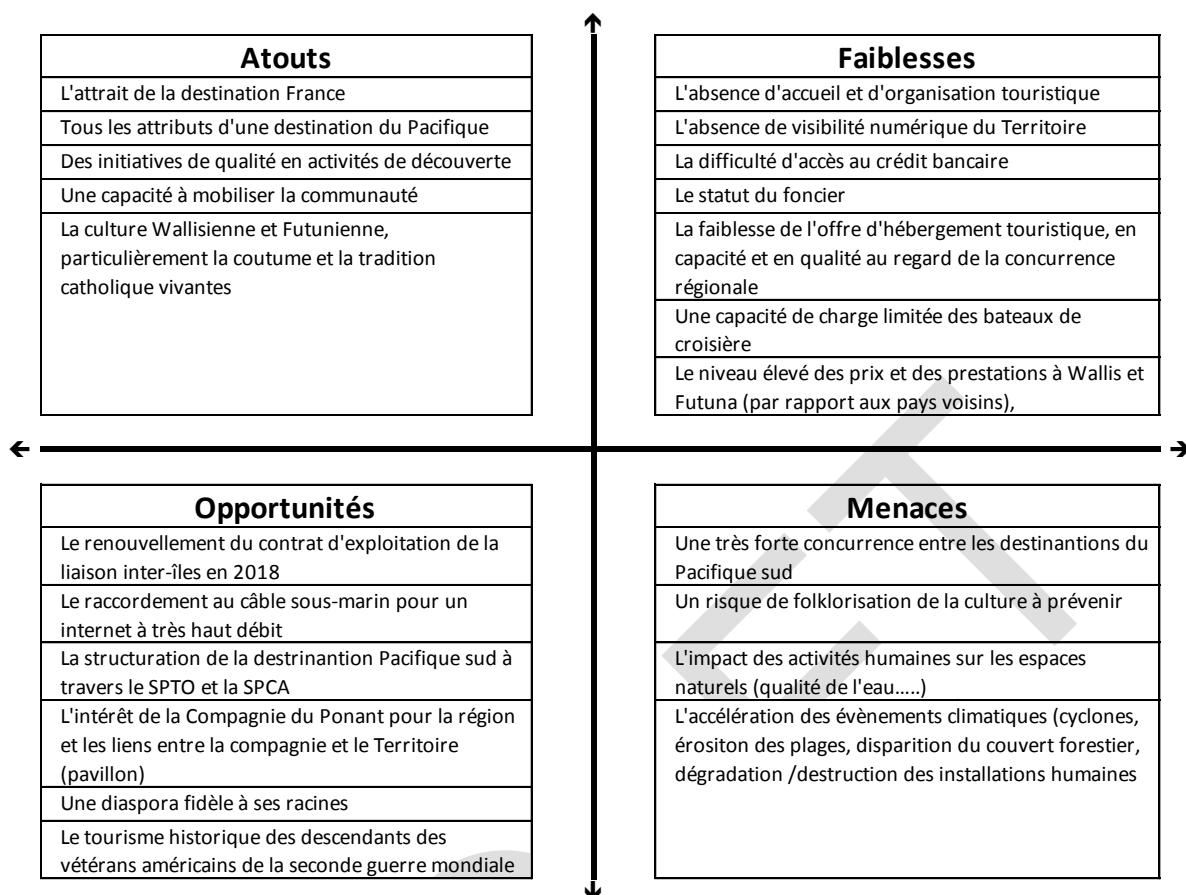 Atouts
L'attrait de la destination France
Tous les attributs d'une destination du Pacifique
Des initiatives de qualité en activités de découverte
Une capacité à mobiliser la communauté
La culture Wallisienne et Futunienne,
particulièrement la coutume et la tradition
catholique vivantes
Faiblesses
L'absence d'accueil et d'organisation touristique
L'absence de visibilité numérique du Territoire
La difficulté d'accès au crédit bancaire
Le statut du foncier
La faiblesse de l'offre d'hébergement touristique, en
capacité et en qualité au regard de la concurrence
régionale
Une capacité de charge limitée des bateaux de
croisière
Le niveau élevé des prix et des prestations à Wallis et
Futuna (par rapport aux pays voisins),
Opportunités
Le renouvellement du contrat d'exploitation de la
liaison inter-îles en 2018
Le raccordement au câble sous-marin pour un
internet à très haut débit
La structuration de la destrinantion Pacifique sud à
travers le SPTO et la SPCA
L'intérêt de la Compagnie du Ponant pour la région
et les liens entre la compagnie et le Territoire
(pavillon)
Une diaspora fidèle à ses racines
Le tourisme historique des descendants des
vétérans américains de la seconde guerre mondiale
Menaces
Une très forte concurrence entre les destinantions du
Pacifique sud
Un risque de folklorisation de la culture à prévenir
L'impact des activités humaines sur les espaces
naturels (qualité de l'eau.....)
L'accélération des évènements climatiques (cyclones,
érositon des plages, disparition du couvert forestier,
dégradation /destruction des installations humaines